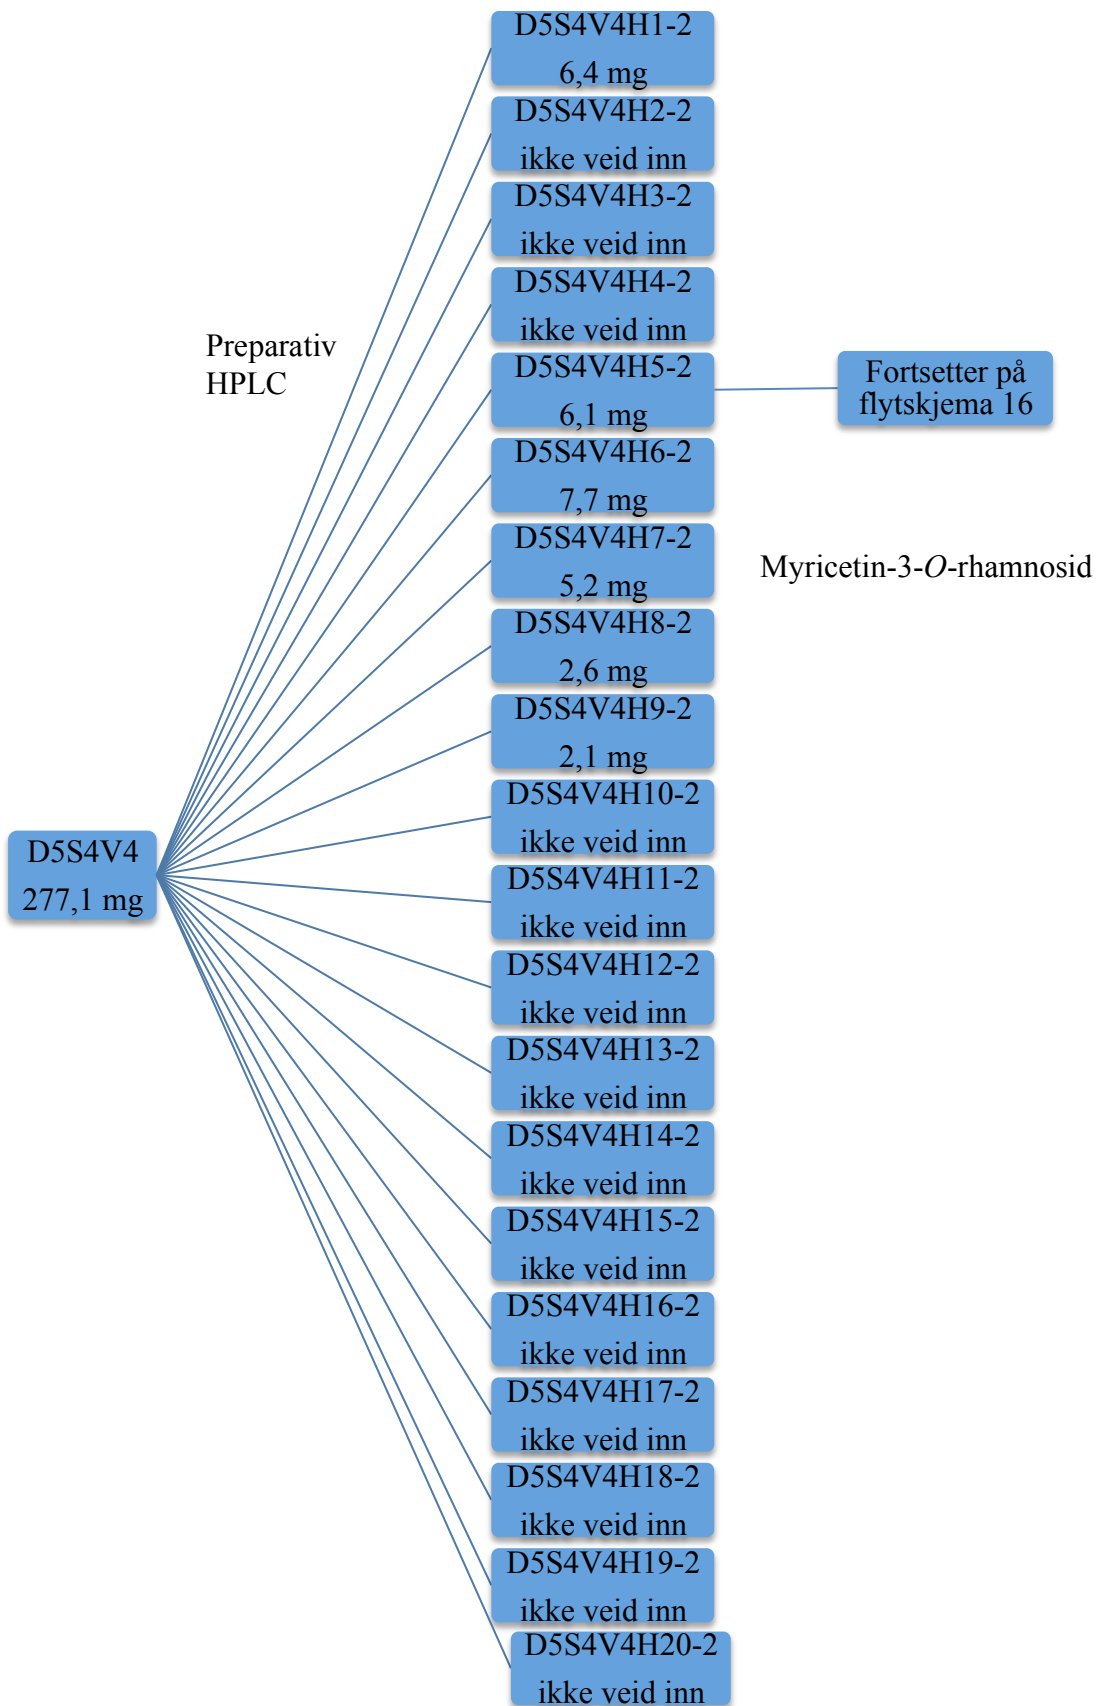 D5S4V4H1-2
6,4 mg
D5S4V4H2-2
ikke veid inn
D5S4V4H3-2
ikke veid inn
D5S4V4H4-2
ikke veid inn
Preparativ
HPLC
D5S4V4H5-2
6,1 mg
Fortsetter på
flytskjema 16
D5S4V4H6-2
7,7 mg
D5S4V4H7-2
5,2 mg
Myricetin-3-O-rhamnosid
D5S4V4H8-2
2,6 mg
D5S4V4H9-2
2,1 mg
D5S4V4H10-2
ikke veid inn
D5S4V4
277,1 mg
D5S4V4H11-2
ikke veid inn
D5S4V4H12-2
ikke veid inn
D5S4V4H13-2
ikke veid inn
D5S4V4H14-2
ikke veid inn
D5S4V4H15-2
ikke veid inn
D5S4V4H16-2
ikke veid inn
D5S4V4H17-2
ikke veid inn
D5S4V4H18-2
ikke veid inn
D5S4V4H19-2
ikke veid inn
D5S4V4H20-2
ikke veid inn